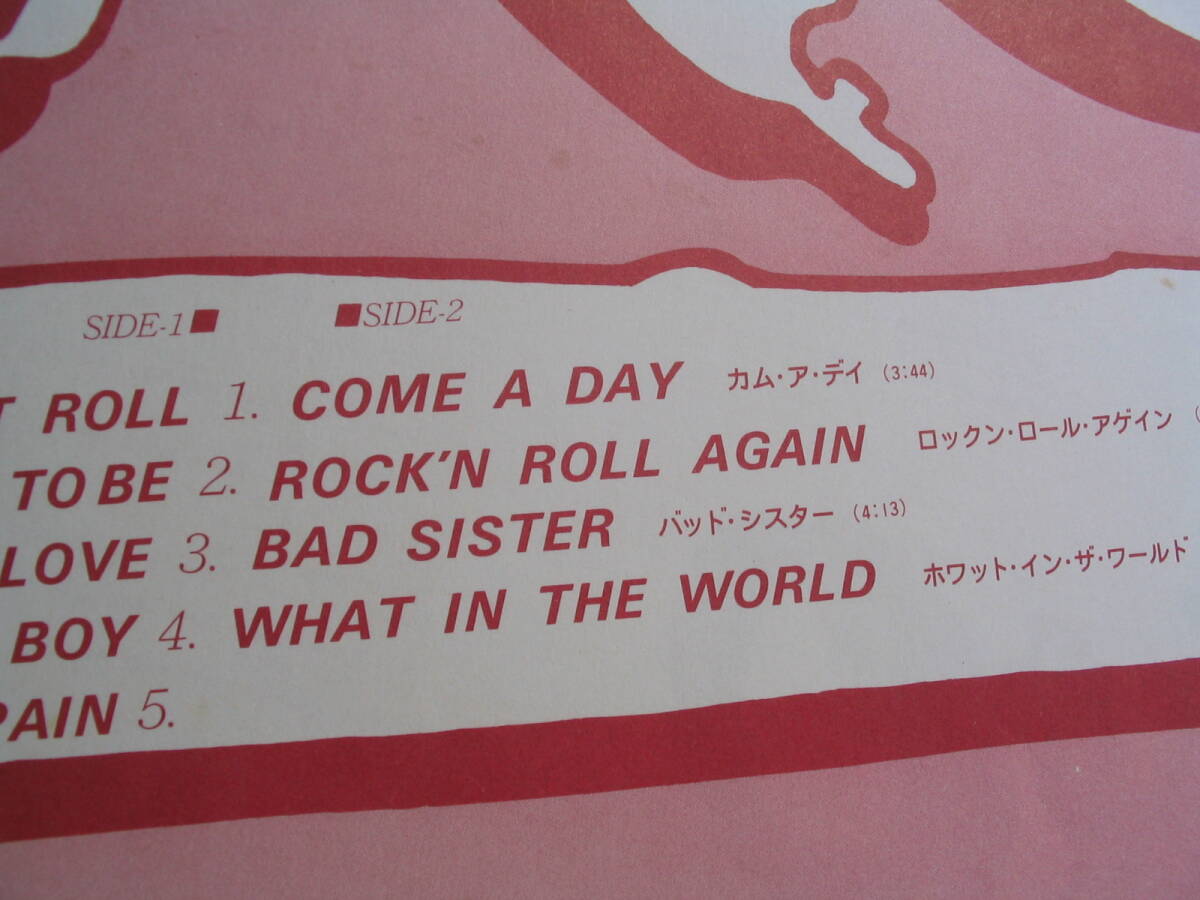 SIDE-1■ ■SIDE-2
ROLL 1. COME A DAY カム・ア・デイ (3:44)
TO BE 2. ROCK'N ROLL AGAIN ロックン・ロール・アゲイン (
LOVE 3. BAD SISTER バッド・シスター (4:13)
BOY 4. WHAT IN THE WORLD ホワット・イン・ザ・ワールド
PAIN 5.